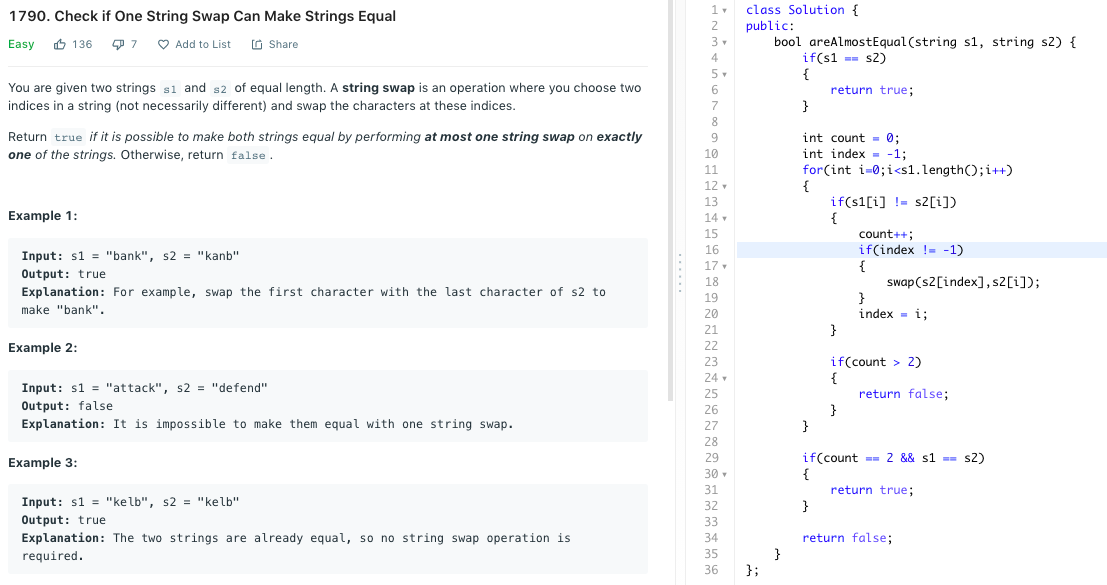 1790. Check if One String Swap Can Make Strings Equal
Easy 136 7 Add to List Share
You are given two strings s1 and s2 of equal length. A string swap is an operation where you choose two
indices in a string (not necessarily different) and swap the characters at these indices.
Return true if it is possible to make both strings equal by performing at most one string swap on exactly
one of the strings. Otherwise, return false.
Example 1:
Input: s1 = "bank", s2 = "kanb"
Output: true
Explanation: For example, swap the first character with the last character of s2 to
make "bank".
Example 2:
Input: s1 = "attack", s2 = "defend"
Output: false
Explanation: It is impossible to make them equal with one string swap.
Example 3:
Input: s1 = "kelb", s2 = "kelb"
Output: true
Explanation: The two strings are already equal, so no string swap operation is
required.
1 class Solution {
2 public:
3     bool areAlmostEqual(string s1, string s2) {
4         if(s1 == s2)
5         {
6             return true;
7         }
8
9         int count = 0;
10         int index = -1;
11         for(int i=0;i<s1.length();i++)
12         {
13             if(s1[i] != s2[i])
14             {
15                 count++;
16                 if(index != -1)
17                 {
18                     swap(s2[index],s2[i]);
19                 }
20                 index = i;
21             }
22
23             if(count > 2)
24             {
25                 return false;
26             }
27         }
28
29         if(count == 2 && s1 == s2)
30         {
31             return true;
32         }
33
34         return false;
35     }
36 };